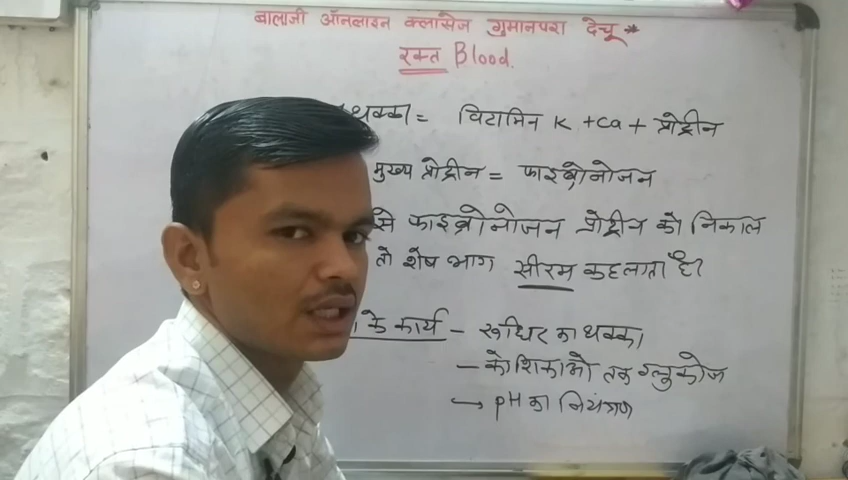 बालाजी ऑनलाइन क्लासेज गुमानपरा देचू *
रक्त Blood.
थक्का = विटामिन K + Ca + प्रोटीन
मुख्य प्रोटीन = फाइब्रोनोजन
से फाइब्रोनोजन प्रोटीन को निकाल
तो शेष भाग सीरम कहलाता है।
के कार्य - रूधिर का थक्का
- कोशिकाओ तक ग्लुकोज
→ pH का नियंत्रण